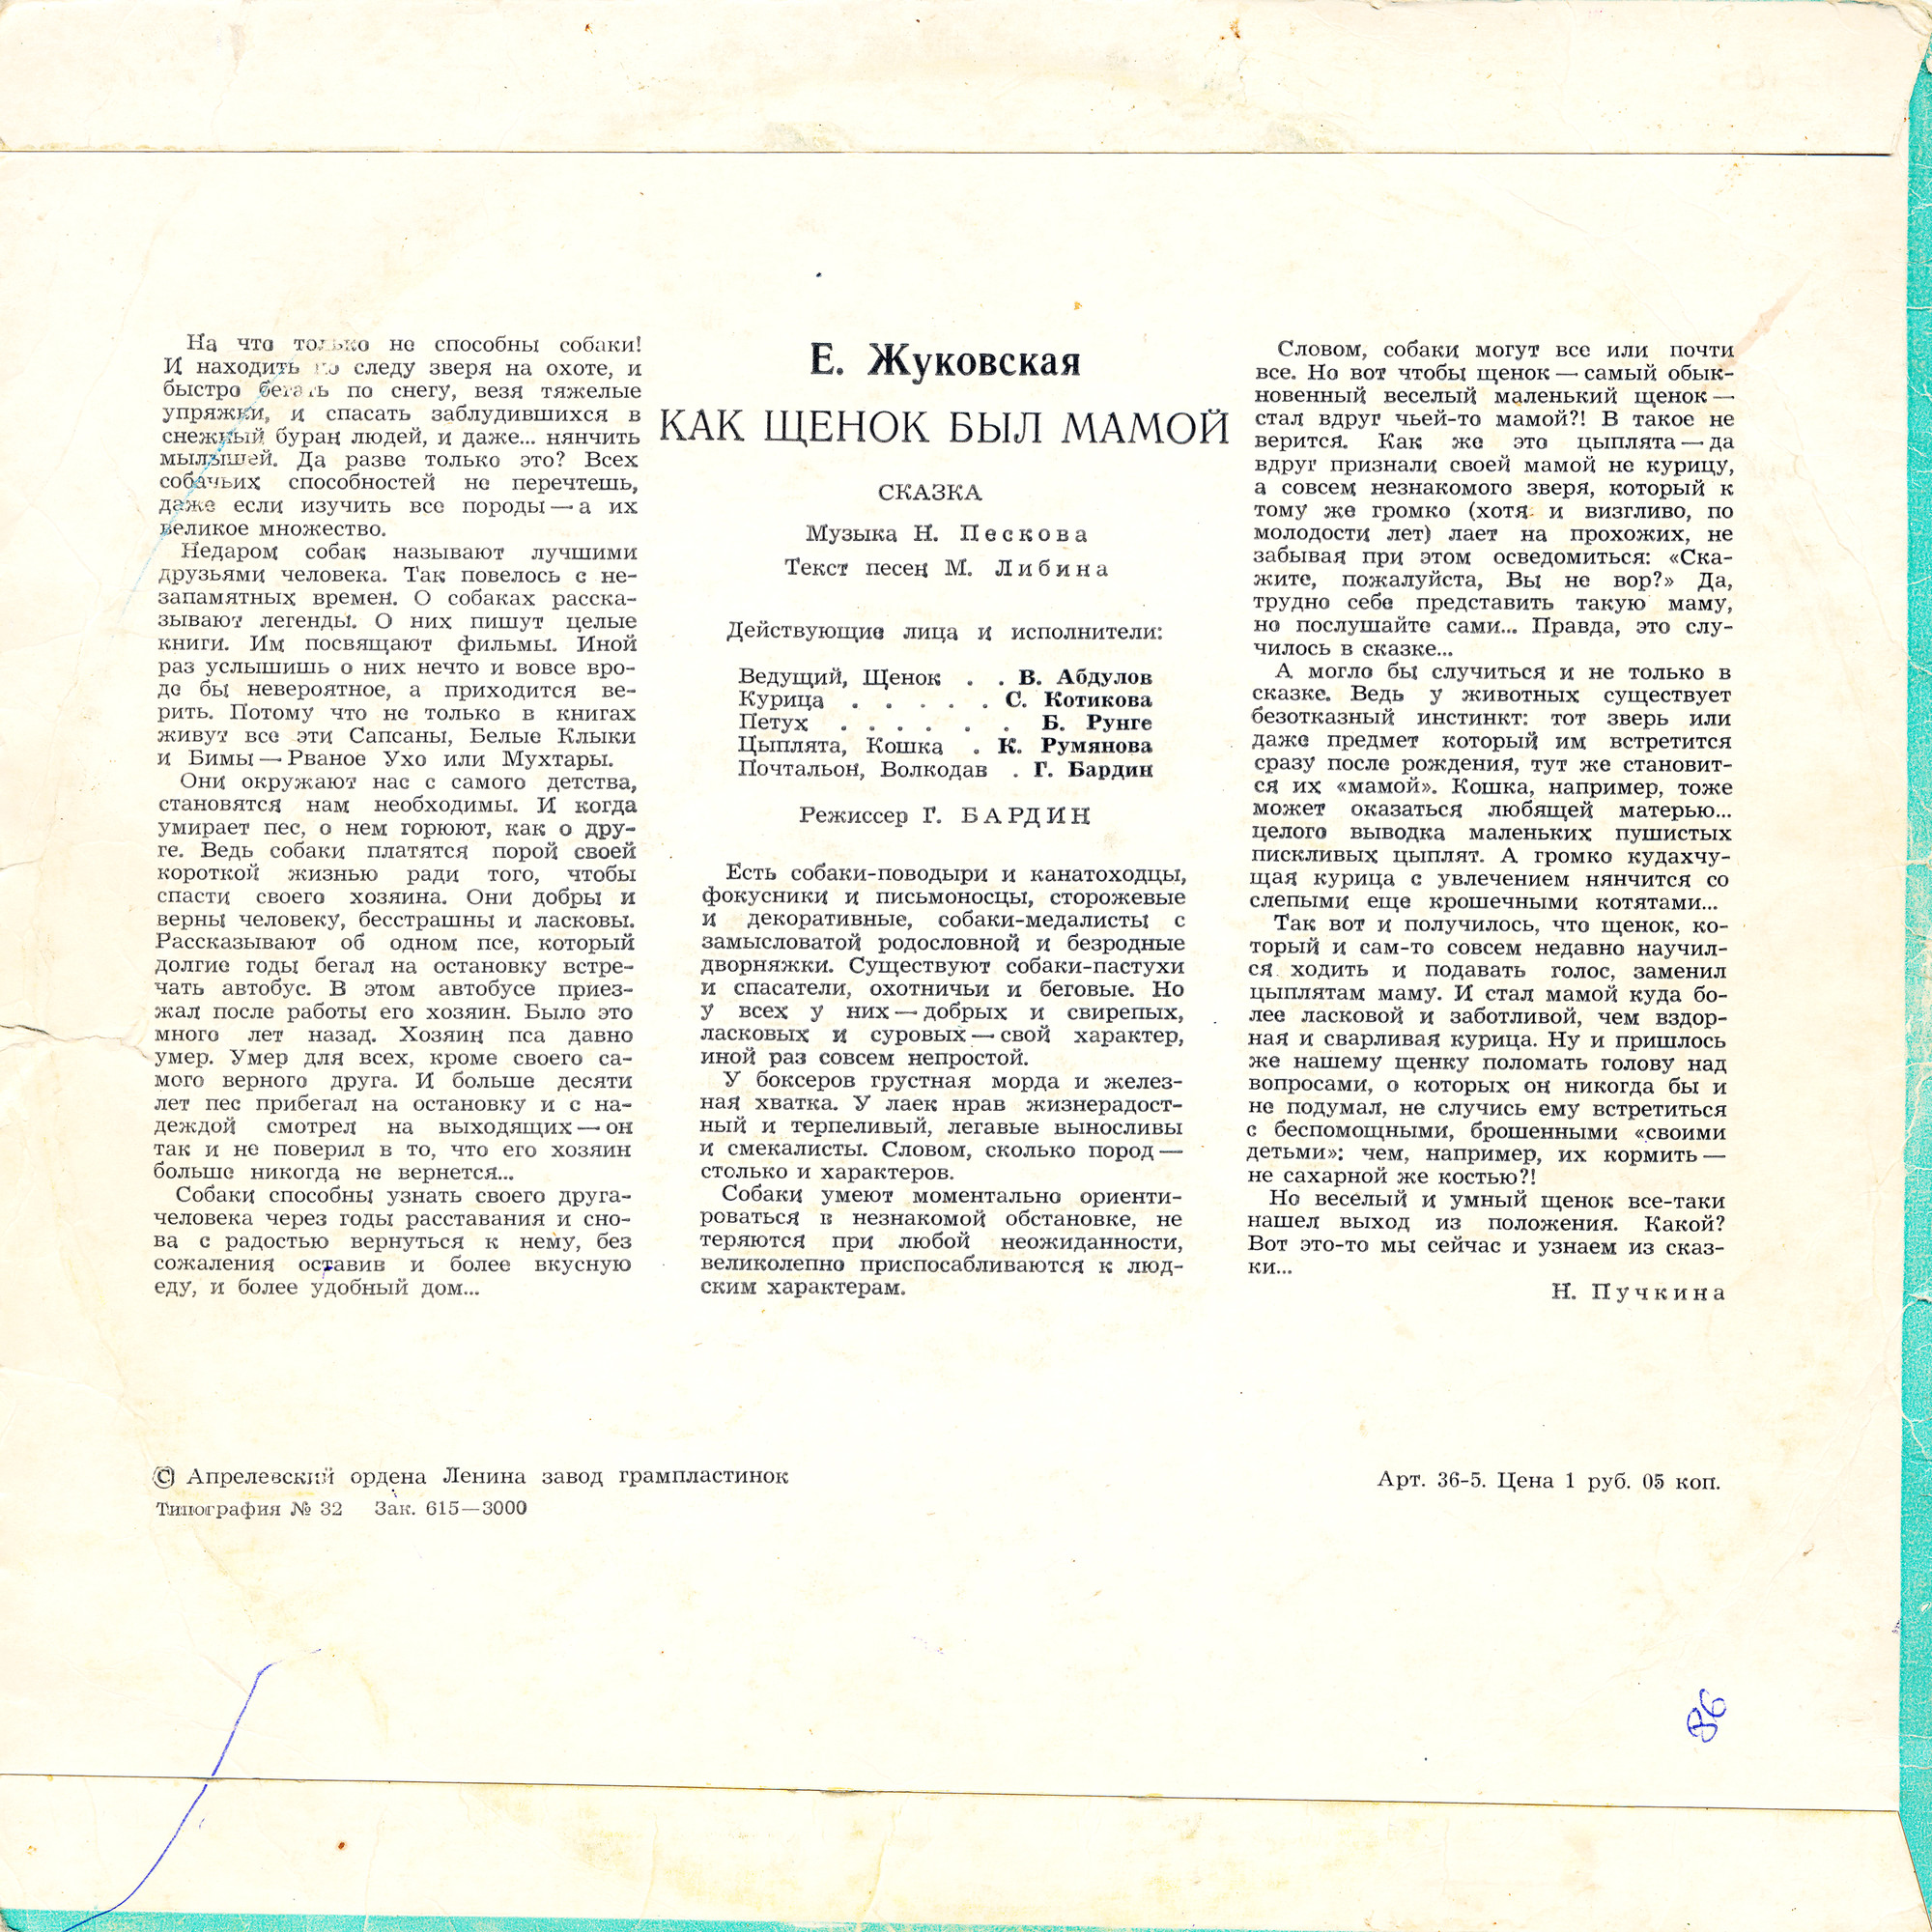 На что только не способны собаки!
И находить по следу зверя на охоте, и
быстро бегать по снегу, везя тяжелые
упряжки, и спасать заблудившихся в
снежный буран людей, и даже... нянчить
малышей. Да разве только это? Всех
собачьих способностей не перечтешь,
даже если изучить все породы — а их
великое множество.
Недаром собак называют лучшими
друзьями человека. Так повелось с не-
запамятных времен. О собаках расска-
зывают легенды. О них пишут целые
книги. Им посвящают фильмы. Иной
раз услышишь о них нечто и вовсе вро-
де бы невероятное, а приходится ве-
рить. Потому что не только в книгах
живут все эти Сапсаны, Белые Клыки
и Бимы — Рваное Ухо или Мухтары.
Они окружают нас с самого детства,
становятся нам необходимы. И когда
умирает пес, о нем горюют, как о дру-
ге. Ведь собаки платятся порой своей
короткой жизнью ради того, чтобы
спасти своего хозяина. Они добры и
верны человеку, бесстрашны и ласковы.
Рассказывают об одном псе, который
долгие годы бегал на остановку встре-
чать автобус. В этом автобусе приез-
жал после работы его хозяин. Было это
много лет назад. Хозяин пса давно
умер. Умер для всех, кроме своего са-
мого верного друга. И больше десяти
лет пес прибегал на остановку и с на-
деждой смотрел на выходящих — он
так и не поверил в то, что его хозяин
больше никогда не вернется...
Собаки способны узнать своего друга-
человека через годы расставания и сно-
ва с радостью вернуться к нему, без
сожаления оставив и более вкусную
еду, и более удобный дом...
Е. Жуковская
КАК ЩЕНОК БЫЛ МАМОЙ
СКАЗКА
Музыка Н. Пескова
Текст песен М. Либина
Действующие лица и исполнители:
Ведущий, Щенок . . В. Абдулов
Курица . . . . . С. Котикова
Петух . . . . . . Б. Рунге
Цыплята, Кошка . К. Румянова
Почтальон, Волкодав . Г. Бардин
Режиссер Г. БАРДИН
Есть собаки-поводыри и канатоходцы,
фокусники и письмоносцы, сторожевые
и декоративные, собаки-медалисты с
замысловатой родословной и безродные
дворняжки. Существуют собаки-пастухи
и спасатели, охотничьи и беговые. Но
у всех у них — добрых и свирепых,
ласковых и суровых — свой характер,
иной раз совсем непростой.
У боксеров грустная морда и желез-
ная хватка. У лаек нрав жизнерадост-
ный и терпеливый, легавые выносливы
и смекалисты. Словом, сколько пород —
столько и характеров.
Собаки умеют моментально ориенти-
роваться в незнакомой обстановке, не
теряются при любой неожиданности,
великолепно приспосабливаются к люд-
ским характерам.
Словом, собаки могут все или почти
все. Но вот чтобы щенок — самый обык-
новенный веселый маленький щенок —
стал вдруг чьей-то мамой?! В такое не
верится. Как же это цыплята — да
вдруг признали своей мамой не курицу,
а совсем незнакомого зверя, который к
тому же громко (хотя и визгливо, по
молодости лет) лает на прохожих, не
забывая при этом осведомиться: «Ска-
жите, пожалуйста, Вы не вор?» Да,
трудно себе представить такую маму,
но послушайте сами... Правда, это слу-
чилось в сказке...
А могло бы случиться и не только в
сказке. Ведь у животных существует
безотказный инстинкт: тот зверь или
даже предмет который им встретится
сразу после рождения, тут же становит-
ся их «мамой». Кошка, например, тоже
может оказаться любящей матерью...
целого выводка маленьких пушистых
писклявых цыплят. А громко кудахчу-
щая курица с увлечением нянчится со
слепыми еще крошечными котятами...
Так вот и получилось, что щенок, ко-
торый и сам-то совсем недавно научил-
ся ходить и подавать голос, заменил
цыплятам маму. И стал мамой куда бо-
лее ласковой и заботливой, чем вздор-
ная и сварливая курица. Ну и пришлось
же нашему щенку поломать голову над
вопросами, о которых он никогда бы и
не подумал, не случись ему встретиться
с беспомощными, брошенными «своими
детьми»: чем, например, их кормить —
не сахарной же костью?!
Но веселый и умный щенок все-таки
нашел выход из положения. Какой?
Вот это-то мы сейчас и узнаем из сказ-
ки...
Н. Пучкина
© Апрелевский ордена Ленина завод грампластинок
Типография № 32 Зак. 615—3000
Арт. 36-5. Цена 1 руб. 05 коп.